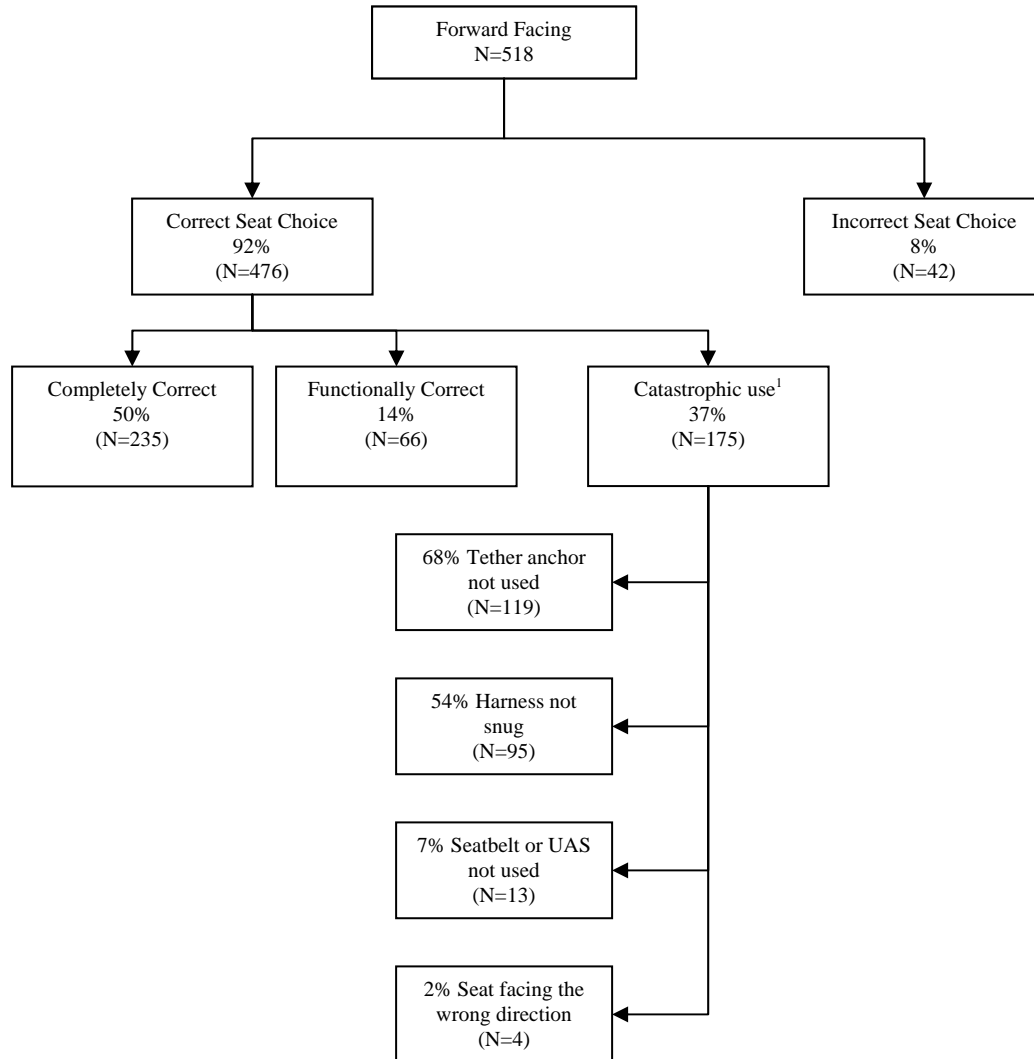 Forward Facing
N=518
Correct Seat Choice
92%
(N=476)
Incorrect Seat Choice
8%
(N=42)
Completely Correct
50%
(N=235)
Functionally Correct
14%
(N=66)
Catastrophic use¹
37%
(N=175)
68% Tether anchor
not used
(N=119)
54% Harness not
snug
(N=95)
7% Seatbelt or UAS
not used
(N=13)
2% Seat facing the
wrong direction
(N=4)